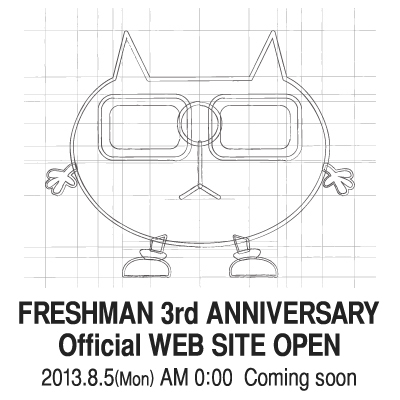 FRESHMAN 3rd ANNIVERSARY
Official WEB SITE OPEN
2013.8.5(Mon) AM 0:00 Coming soon